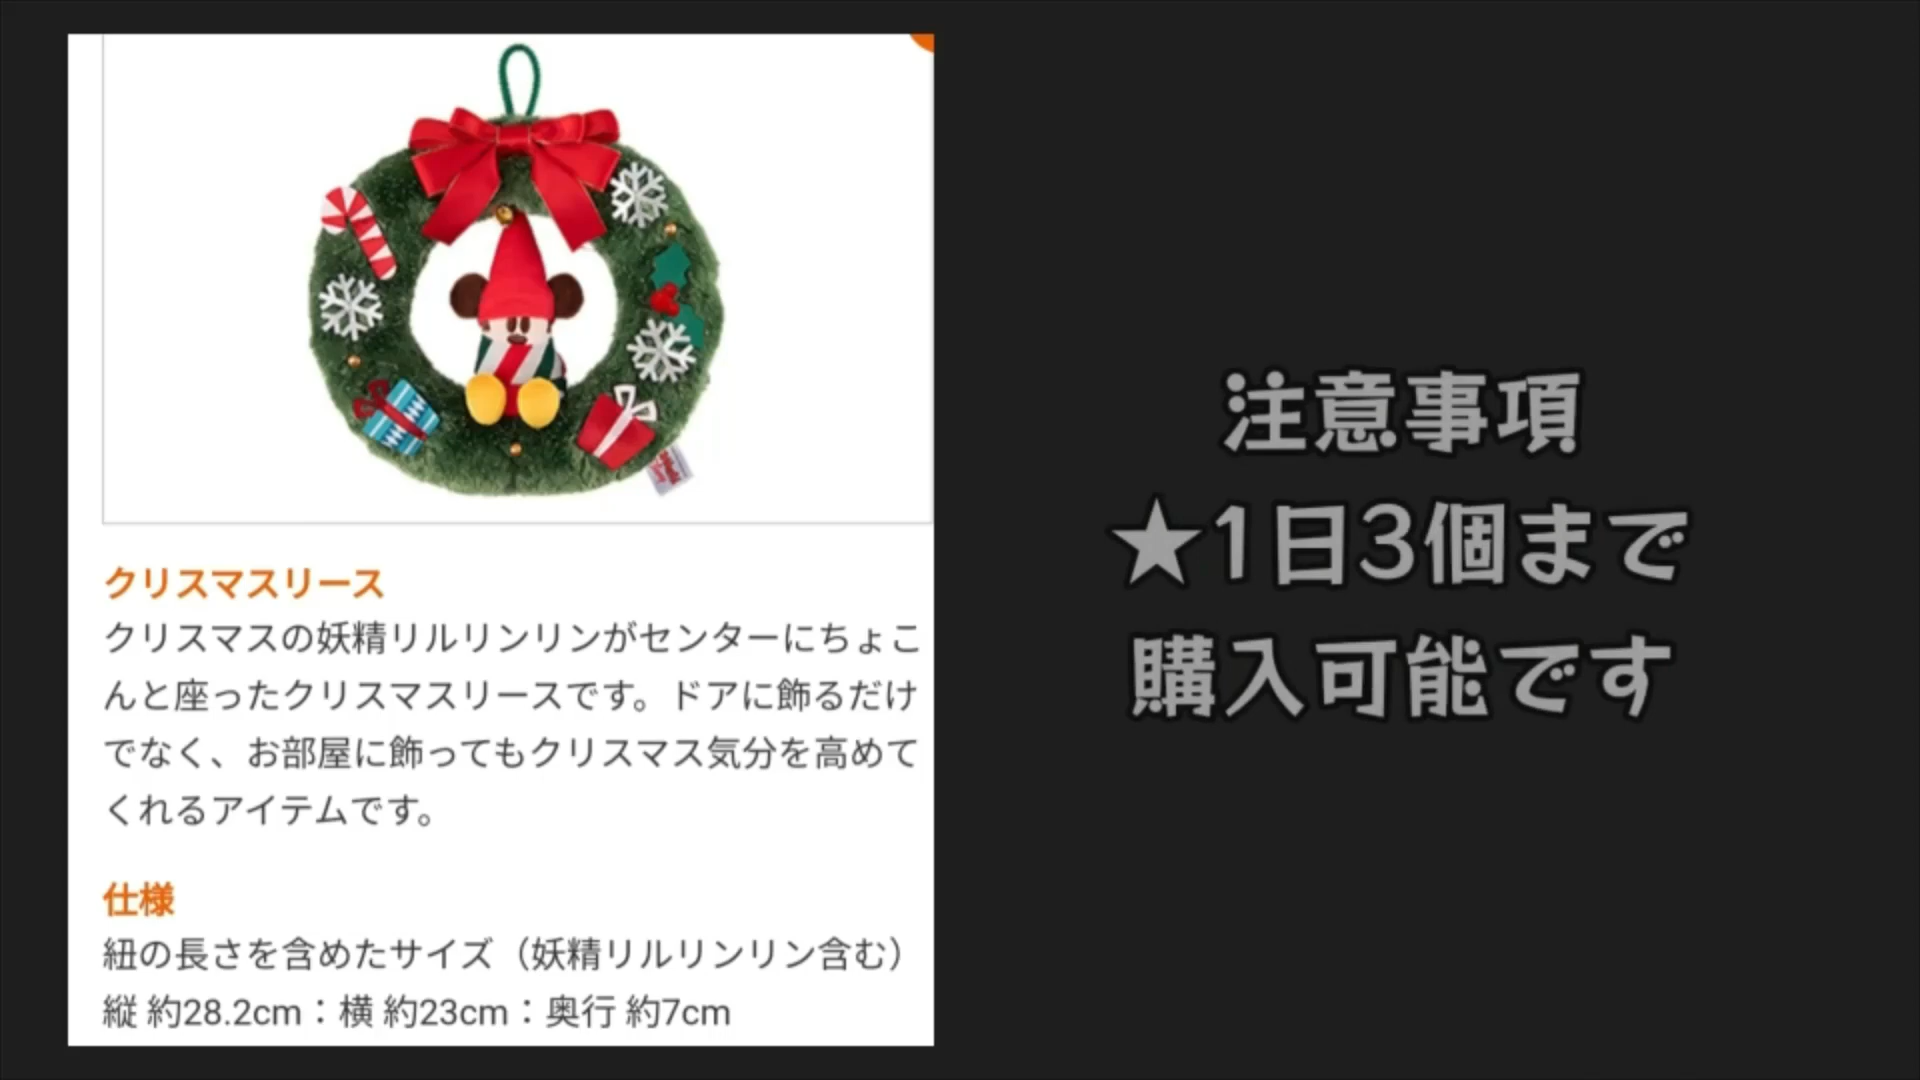 クリスマスリース
クリスマスの妖精リルリンリンがセンターにちょこ
んと座ったクリスマスリースです。ドアに飾るだけ
でなく、お部屋に飾ってもクリスマス気分を高めて
くれるアイテムです。
仕様
紐の長さを含めたサイズ（妖精リルリンリン含む）
縦 約28.2cm：横 約23cm：奥行 約7cm
注意事項
★1日3個まで
購入可能です